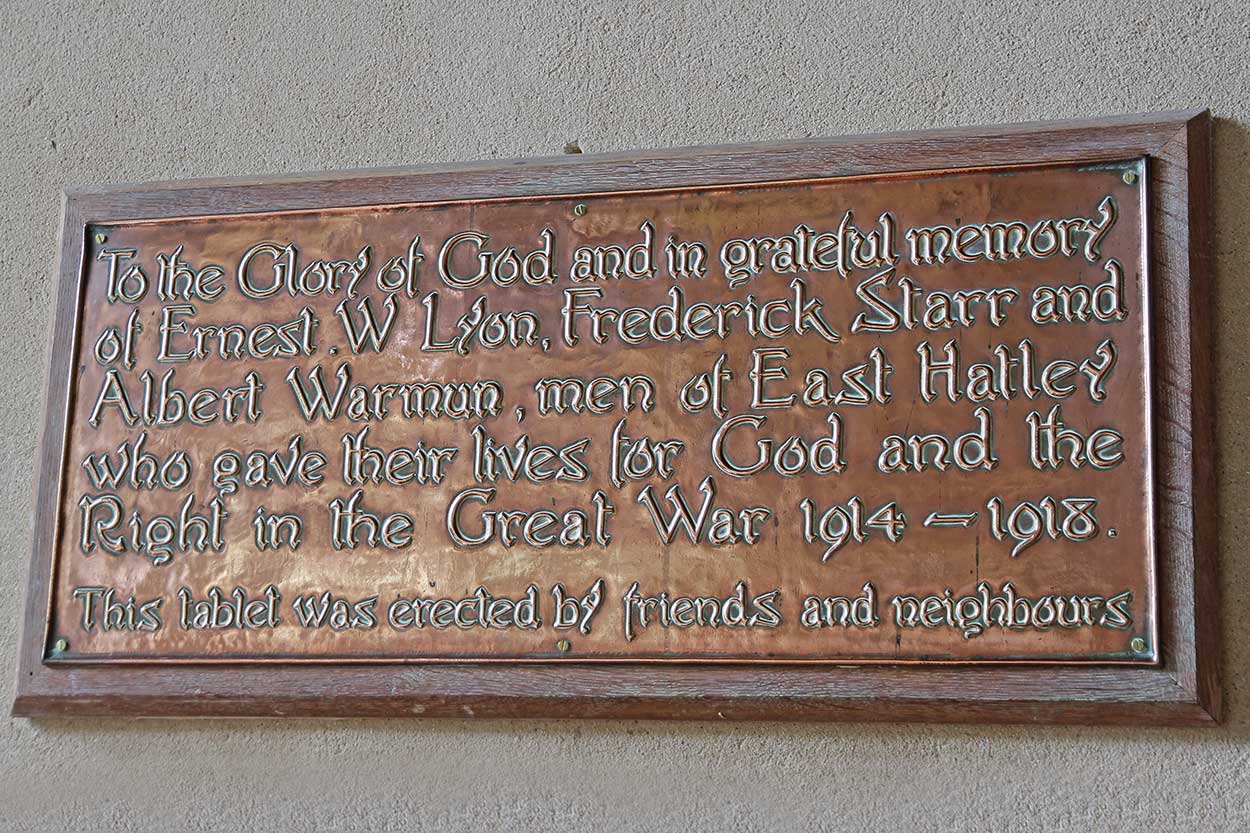 To the Glory of God and in grateful memory
of Ernest. W Lyon, Frederick Starr and
Albert Warmun, men of East Hatley
who gave their lives for God and the
Right in the Great War 1914 – 1918.
This tablet was erected by friends and neighbours